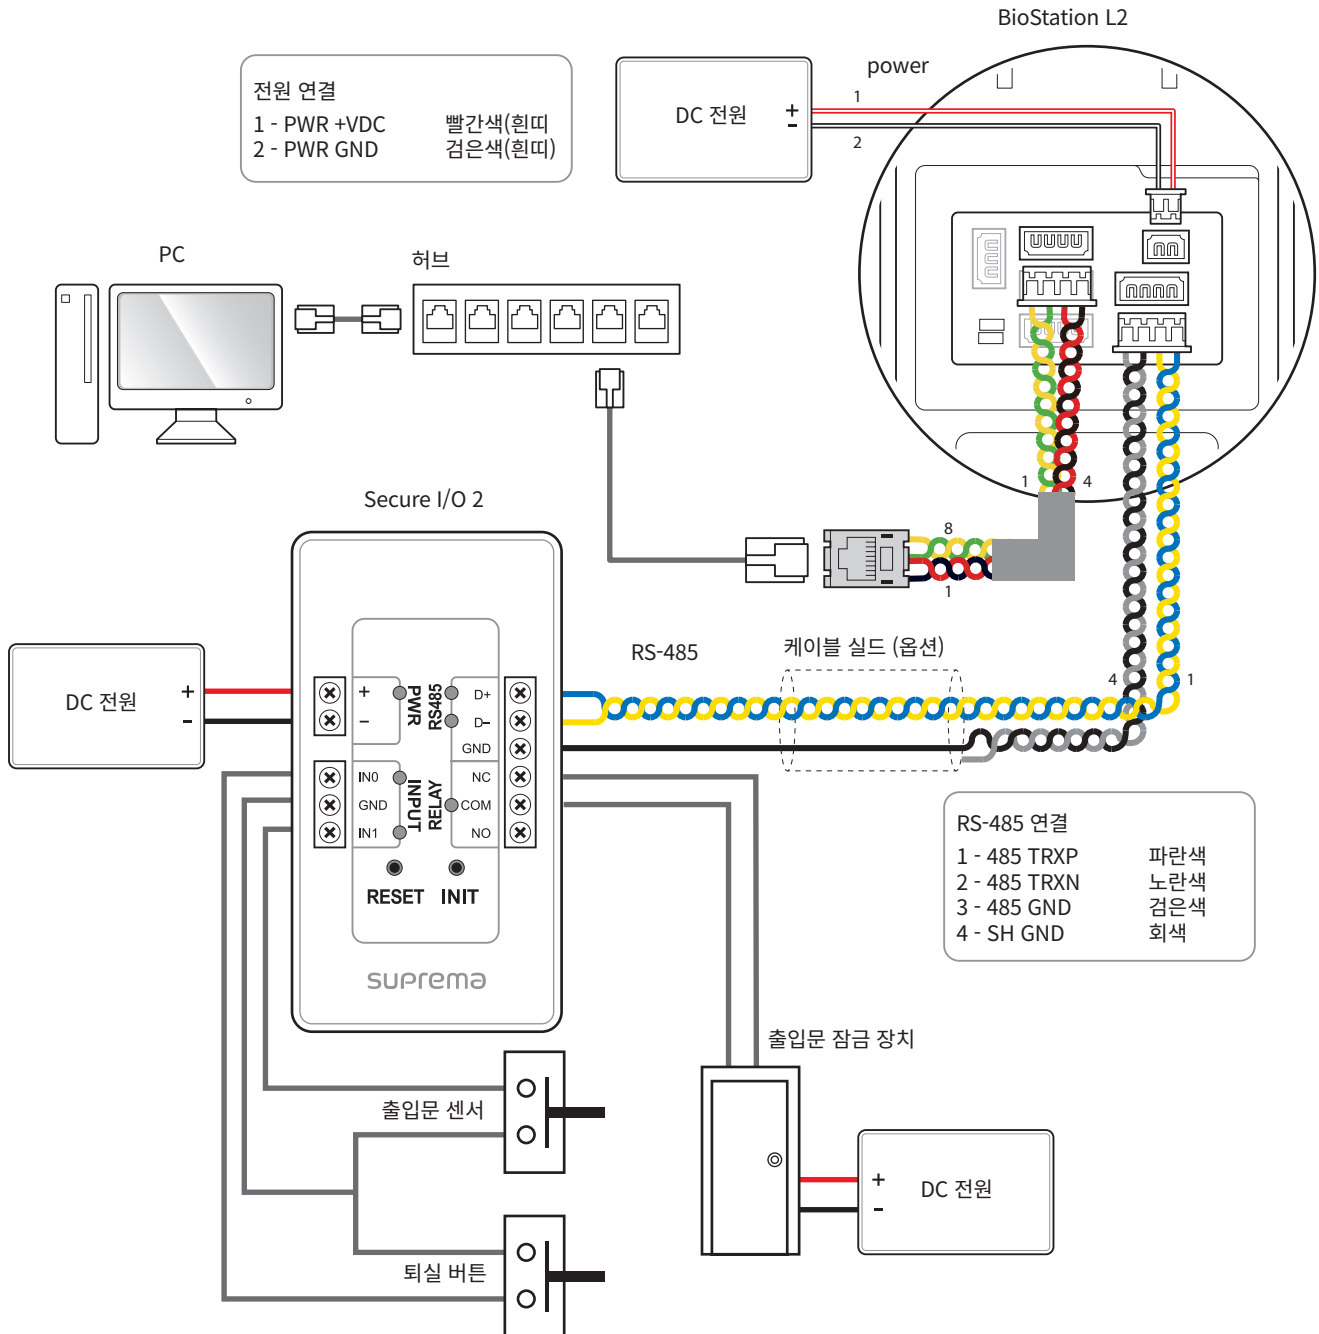 BioStation L2
전원 연결
1 - PWR +VDC 빨간색(흰띠
2 - PWR GND 검은색(흰띠)
DC 전원
+
-
power
1
2
PC
허브
1 4
8
1
Secure I/O 2
DC 전원
+
-
+
-
PWR
RS485
D+
D-
GND
IN0
GND
IN1
INPUT
RELAY
NC
COM
NO
RESET INIT
suprema
RS-485
케이블 실드 (옵션)
4 1
RS-485 연결
1 - 485 TRXP 파란색
2 - 485 TRXN 노란색
3 - 485 GND 검은색
4 - SH GND 회색
출입문 잠금 장치
출입문 센서
DC 전원
+
-
퇴실 버튼